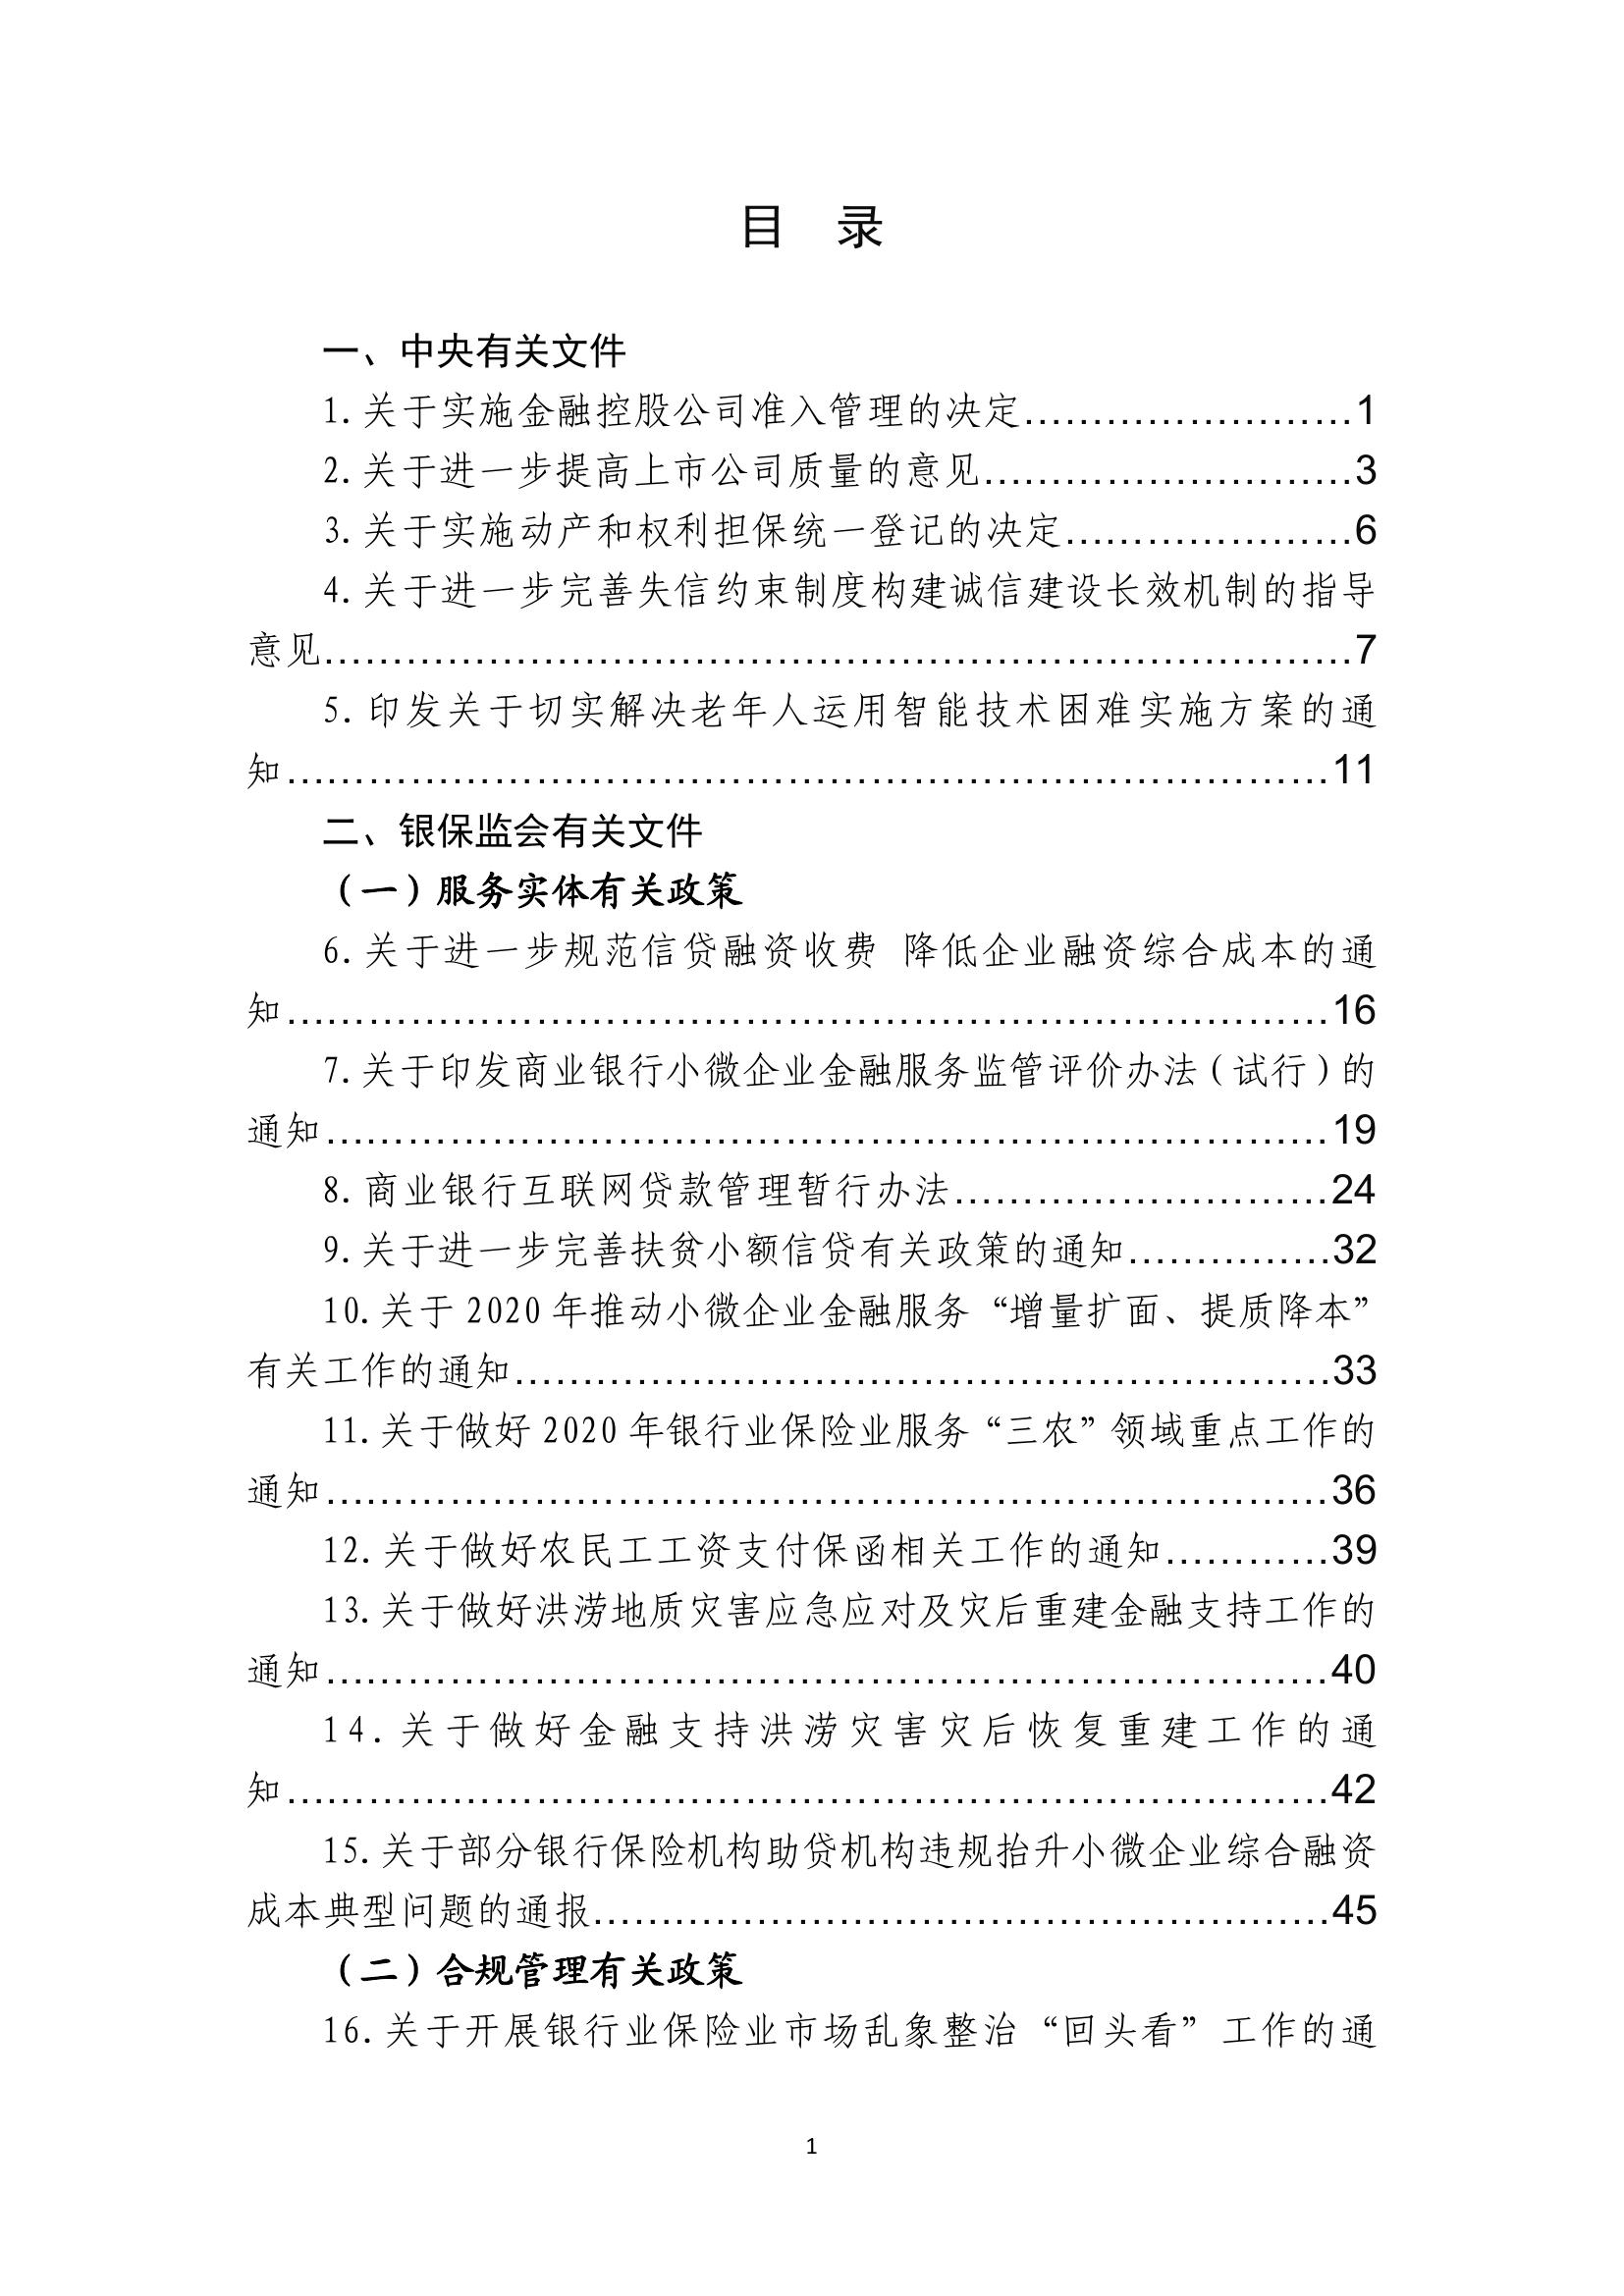 目 录
一、中央有关文件
1.关于实施金融控股公司准入管理的决定........................1
2.关于进一步提高上市公司质量的意见...........................3
3.关于实施动产和权利担保统一登记的决定.....................6
4.关于进一步完善失信约束制度构建诚信建设长效机制的指导
意见...........................................................................7
5.印发关于切实解决老年人运用智能技术困难实施方案的通
知............................................................................11
二、银保监会有关文件
（一）服务实体有关政策
6.关于进一步规范信贷融资收费 降低企业融资综合成本的通
知............................................................................16
7.关于印发商业银行小微企业金融服务监管评价办法（试行）的
通知.........................................................................19
8.商业银行互联网贷款管理暂行办法...........................24
9.关于进一步完善扶贫小额信贷有关政策的通知...............32
10.关于 2020 年推动小微企业金融服务“增量扩面、提质降本”
有关工作的通知...........................................................33
11.关于做好 2020 年银行业保险业服务“三农”领域重点工作的
通知.........................................................................36
12.关于做好农民工工资支付保函相关工作的通知............39
13.关于做好洪涝地质灾害应急应对及灾后重建金融支持工作的
通知.........................................................................40
14.关于做好金融支持洪涝灾害灾后恢复重建工作的通
知............................................................................42
15.关于部分银行保险机构助贷机构违规抬升小微企业综合融资
成本典型问题的通报.....................................................45
（二）合规管理有关政策
16.关于开展银行业保险业市场乱象整治“回头看”工作的通
1